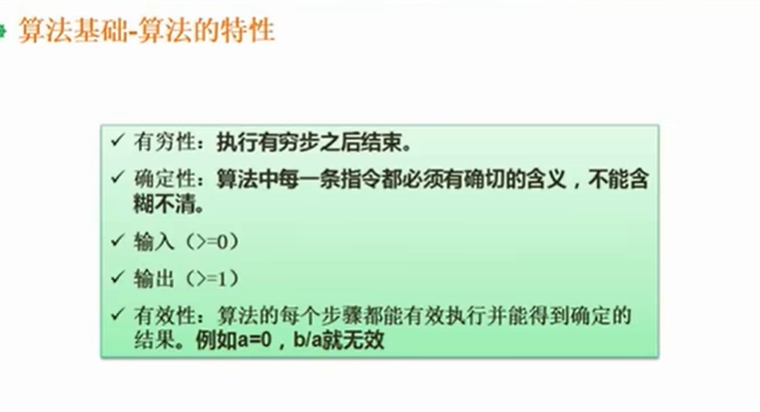 算法基础-算法的特性
✓ 有穷性：执行有穷步之后结束。
✓ 确定性：算法中每一条指令都必须有确切的含义，不能含
糊不清。
✓ 输入（>=0）
✓ 输出（>=1）
✓ 有效性：算法的每个步骤都能有效执行并能得到确定的
结果。例如a=0，b/a就无效